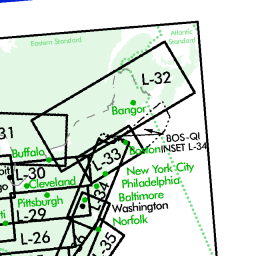 Eastern Standard
Atlantic
Standard
L-32
Bangor
31
BOS-QI
INSET L-34
Buffalo
Boston
L-33
L-30
New York City
Cleveland
Philadelphia
Pittsburgh
Baltimore
L-29
Washington
Norfolk
L-26
L-35